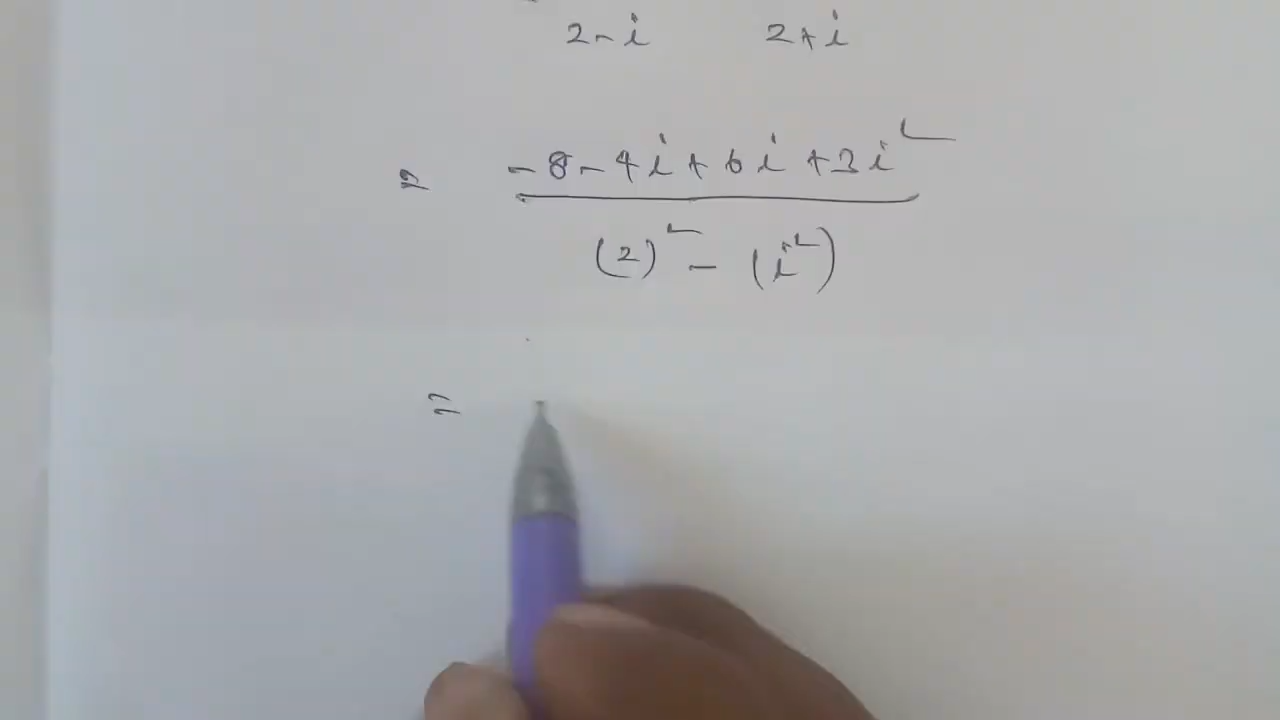 2-i 2+i
= -8-4i+6i+3i²
(2)² - (i²)
=